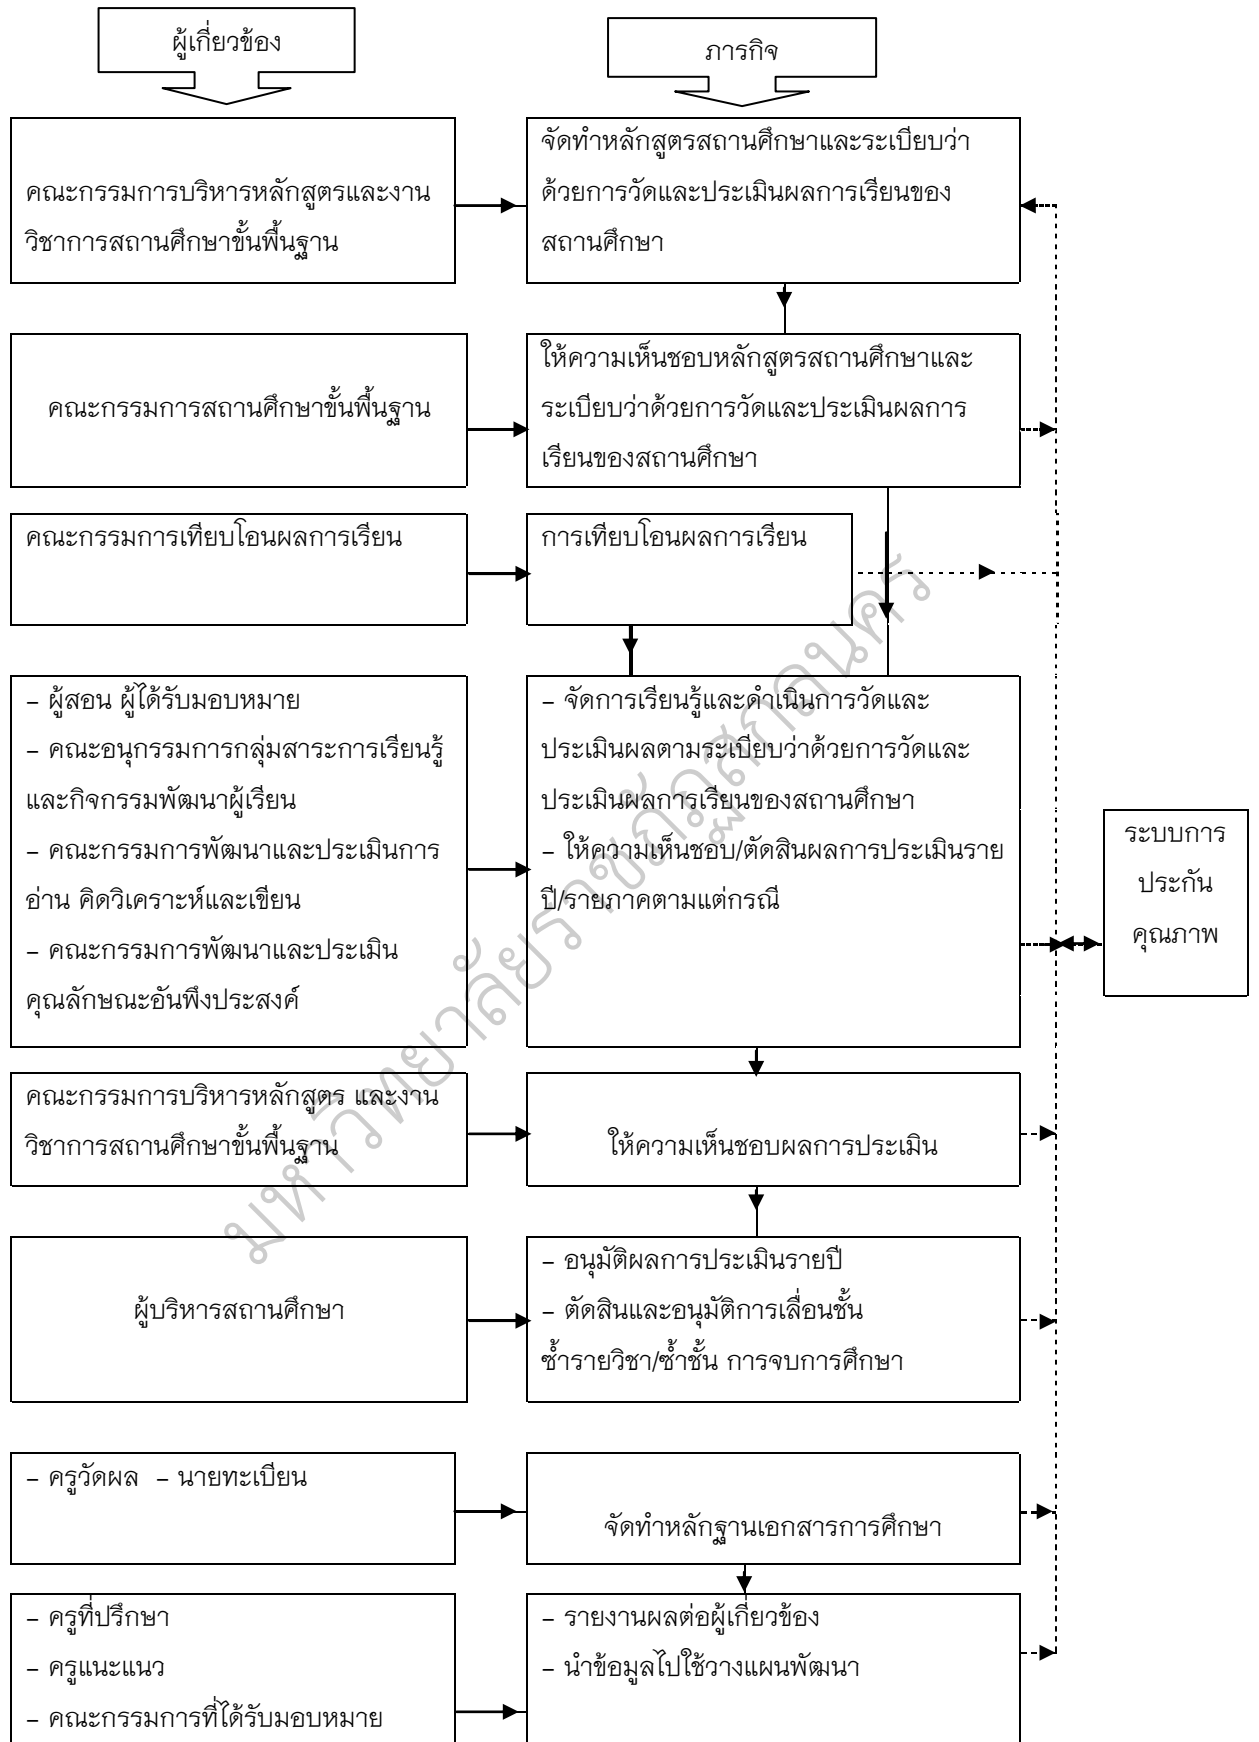 ผู้เกี่ยวข้อง
ภารกิจ
คณะกรรมการบริหารหลักสูตรและงาน
วิชาการสถานศึกษาขั้นพื้นฐาน
จัดทำหลักสูตรสถานศึกษาและระเบียบว่า
ด้วยการวัดและประเมินผลการเรียนของ
สถานศึกษา
คณะกรรมการสถานศึกษาขั้นพื้นฐาน
ให้ความเห็นชอบหลักสูตรสถานศึกษาและ
ระเบียบว่าด้วยการวัดและประเมินผลการ
เรียนของสถานศึกษา
คณะกรรมการเทียบโอนผลการเรียน
การเทียบโอนผลการเรียน
– ผู้สอน ผู้ได้รับมอบหมาย
– คณะอนุกรรมการกลุ่มสาระการเรียนรู้
และกิจกรรมพัฒนาผู้เรียน
– คณะกรรมการพัฒนาและประเมินการ
อ่าน คิดวิเคราะห์และเขียน
– คณะกรรมการพัฒนาและประเมิน
คุณลักษณะอันพึงประสงค์
– จัดการเรียนรู้และดำเนินการวัดและ
ประเมินผลตามระเบียบว่าด้วยการวัดและ
ประเมินผลการเรียนของสถานศึกษา
– ให้ความเห็นชอบ/ตัดสินผลการประเมินราย
ปี/รายภาคตามแต่กรณี
ระบบการ
ประกัน
คุณภาพ
คณะกรรมการบริหารหลักสูตร และงาน
วิชาการสถานศึกษาขั้นพื้นฐาน
ให้ความเห็นชอบผลการประเมิน
ผู้บริหารสถานศึกษา
– อนุมัติผลการประเมินรายปี
– ตัดสินและอนุมัติการเลื่อนชั้น
ซ้ำรายวิชา/ซ้ำชั้น การจบการศึกษา
– ครูวัดผล – นายทะเบียน
จัดทำหลักฐานเอกสารการศึกษา
– ครูที่ปรึกษา
– ครูแนะแนว
– คณะกรรมการที่ได้รับมอบหมาย
– รายงานผลต่อผู้เกี่ยวข้อง
– นำข้อมูลไปใช้วางแผนพัฒนา
มหาวิทยาลัยราชภัฏสกลนคร